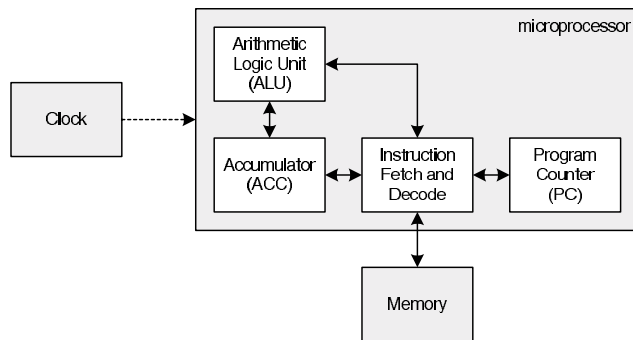 microprocessor
Arithmetic
Logic Unit
(ALU)
Clock
Accumulator
(ACC)
Instruction
Fetch and
Decode
Program
Counter
(PC)
Memory